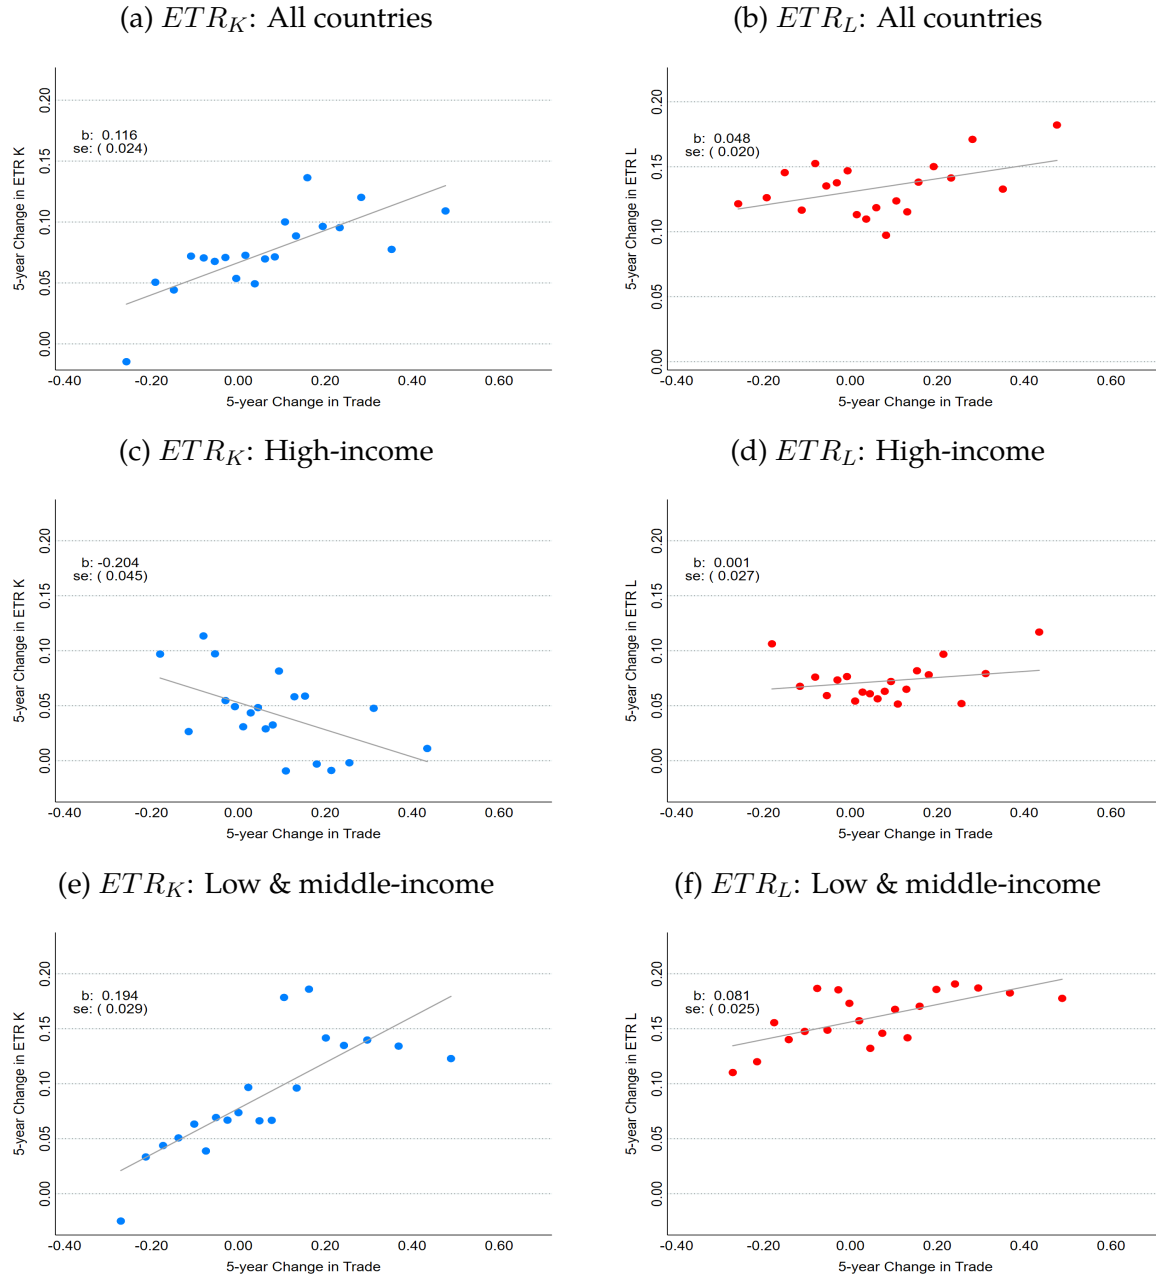 (a) ETR_K: All countries
5-year Change in ETR K
0.20
0.15
0.10
0.05
0.00
b: 0.116
se: ( 0.024)
-0.40 -0.20 0.00 0.20 0.40 0.60
5-year Change in Trade
(b) ETR_L: All countries
5-year Change in ETR L
0.20
0.15
0.10
0.05
0.00
b: 0.048
se: ( 0.020)
-0.40 -0.20 0.00 0.20 0.40 0.60
5-year Change in Trade
(c) ETR_K: High-income
5-year Change in ETR K
0.20
0.15
0.10
0.05
0.00
b: -0.204
se: ( 0.045)
-0.40 -0.20 0.00 0.20 0.40 0.60
5-year Change in Trade
(d) ETR_L: High-income
5-year Change in ETR L
0.20
0.15
0.10
0.05
0.00
b: 0.001
se: ( 0.027)
-0.40 -0.20 0.00 0.20 0.40 0.60
5-year Change in Trade
(e) ETR_K: Low & middle-income
5-year Change in ETR K
0.20
0.15
0.10
0.05
0.00
b: 0.194
se: ( 0.029)
-0.40 -0.20 0.00 0.20 0.40 0.60
5-year Change in Trade
(f) ETR_L: Low & middle-income
5-year Change in ETR L
0.20
0.15
0.10
0.05
0.00
b: 0.081
se: ( 0.025)
-0.40 -0.20 0.00 0.20 0.40 0.60
5-year Change in Trade